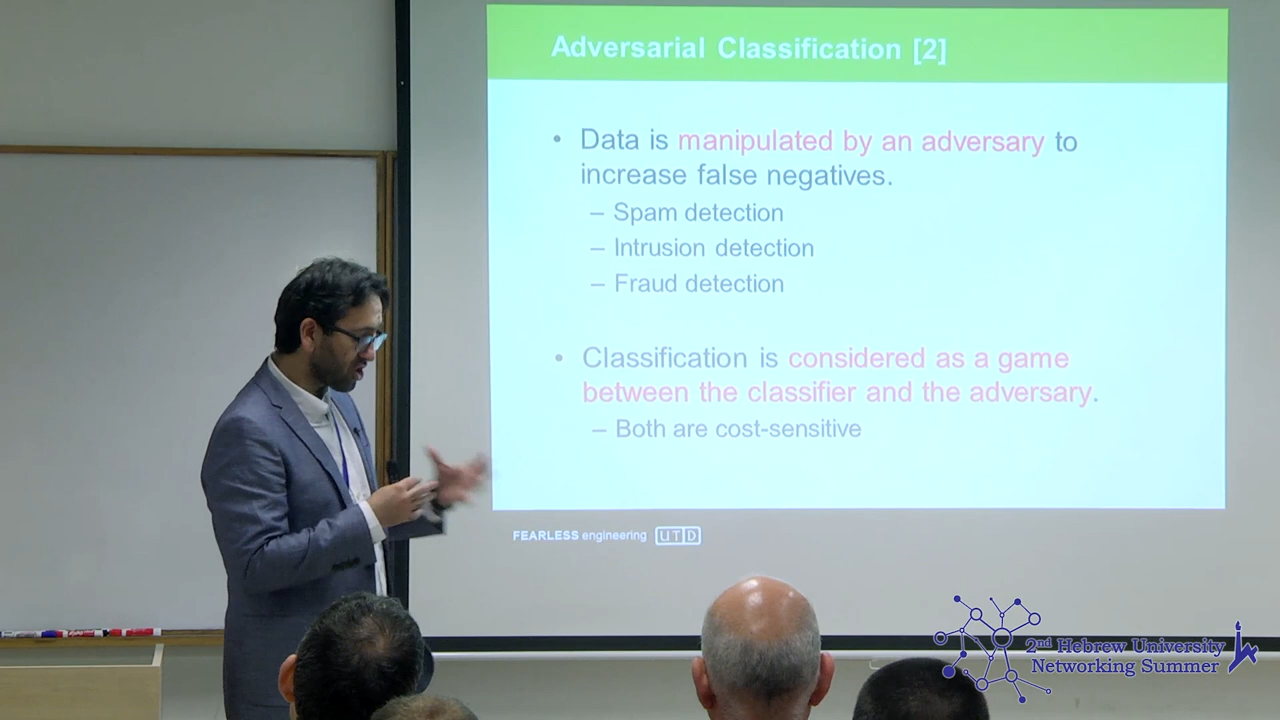 Adversarial Classification [2]
• Data is manipulated by an adversary to
increase false negatives.
– Spam detection
– Intrusion detection
– Fraud detection
• Classification is considered as a game
between the classifier and the adversary.
– Both are cost-sensitive
FEARLESS engineering UTD
2nd Hebrew University
Networking Summer